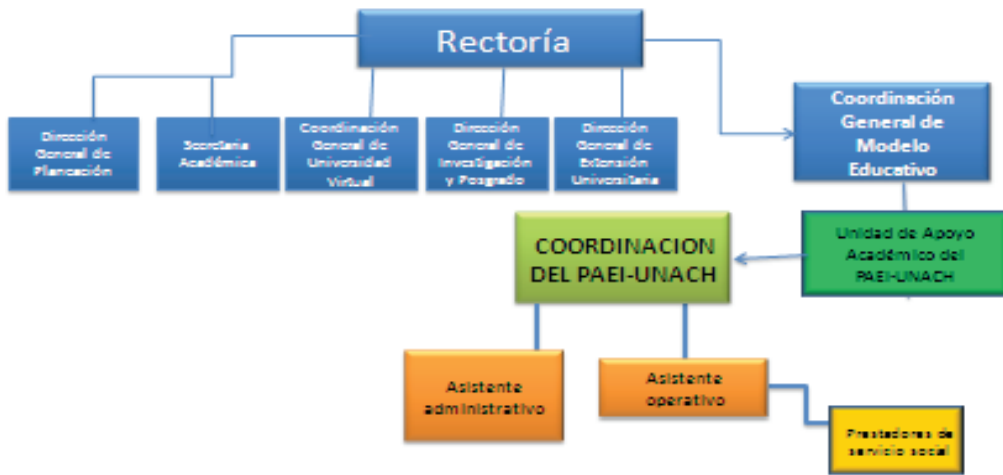 Rectoría
Dirección
General de
Planeación
Secretaria
Académica
Coordinación
General de
Universidad
Virtual
Dirección
General de
Investigación
y Posgrado
Dirección
General de
Extensión
Universitaria
Coordinación
General de
Modelo
Educativo
COORDINACION
DEL PAEI-UNACH
Unidad de Apoyo
Académico del
PAEI-UNACH
Asistente
administrativo
Asistente
operativo
Prestadores de
servicio social